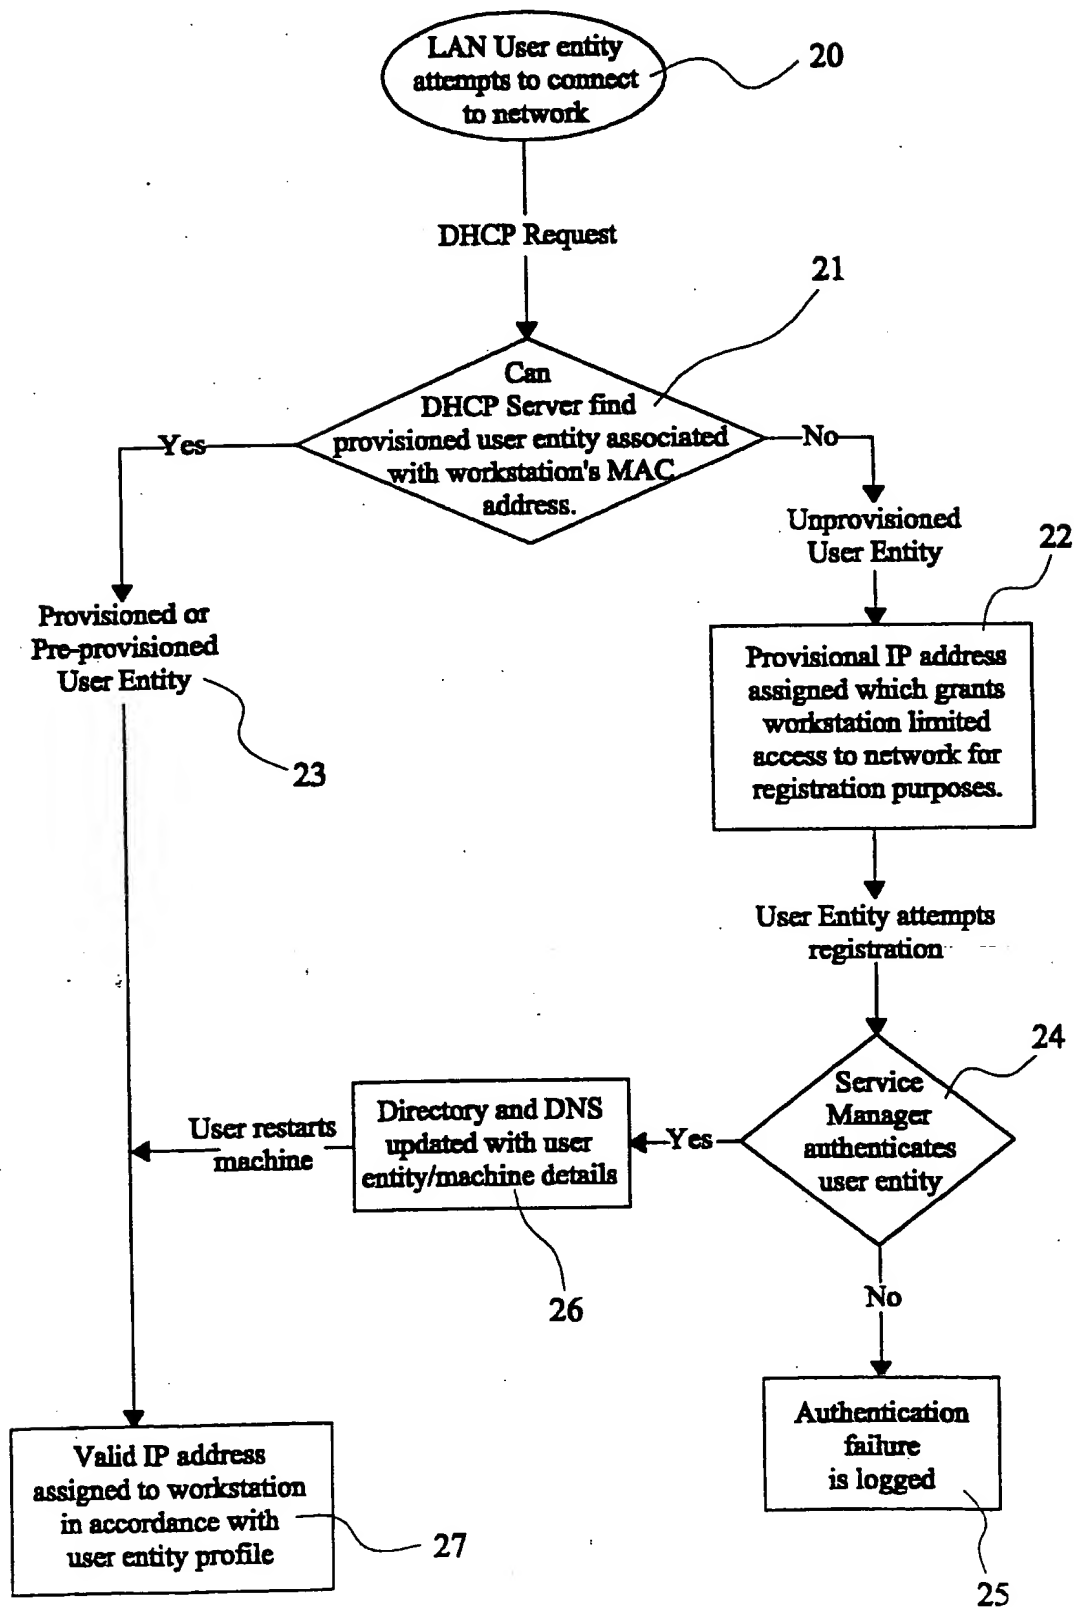 LAN User entity
attempts to connect
to network
20
DHCP Request
21
Can
DHCP Server find
provisioned user entity associated
with workstation's MAC
address.
Yes
No
Unprovisioned
User Entity
22
Provisioned or
Pre-provisioned
User Entity
23
Provisional IP address
assigned which grants
workstation limited
access to network for
registration purposes.
User Entity attempts
registration
24
Service
Manager
authenticates
user entity
Yes
Directory and DNS
updated with user
entity/machine details
26
User restarts
machine
No
Authentication
failure
is logged
25
Valid IP address
assigned to workstation
in accordance with
user entity profile
27